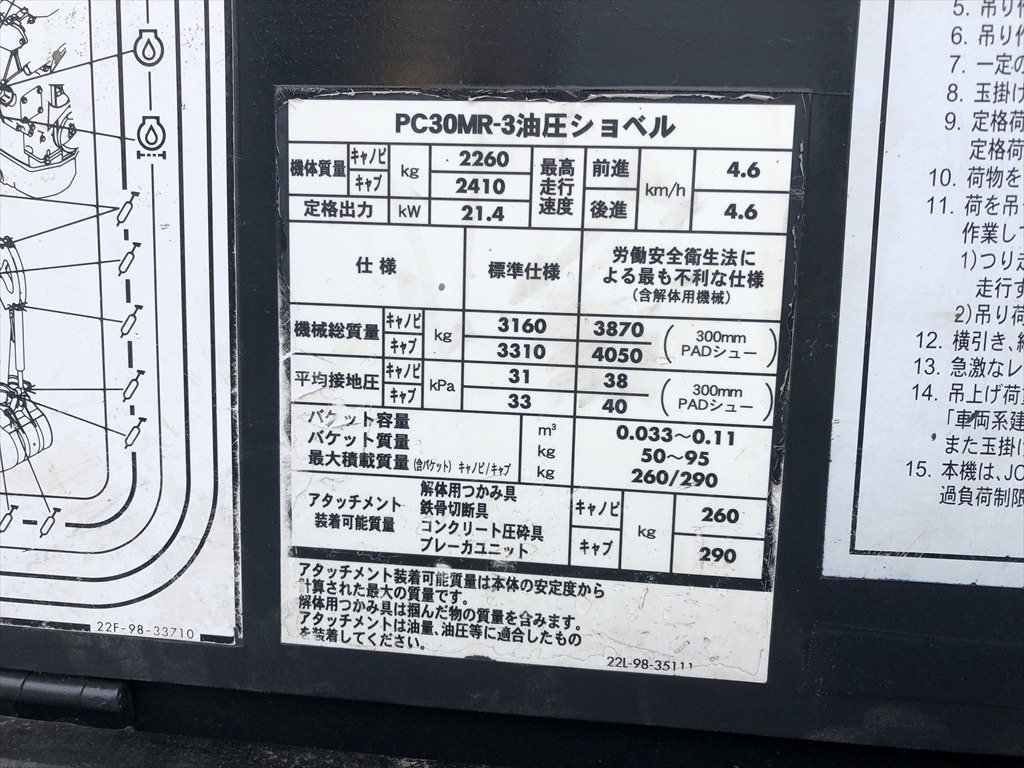 PC30MR-3油圧ショベル
機体質量 キャノピ kg 2260 最高走行速度 前進 km/h 4.6
キャブ 2410
定格出力 kW 21.4 後進 4.6
仕様 標準仕様 労働安全衛生法に
よる最も不利な仕様
(含解体用機械)
機械総質量 キャノピ kg 3160 3870 (300mm
キャブ 3310 4050 PADシュー)
平均接地圧 キャノピ kPa 31 38 (300mm
キャブ 33 40 PADシュー)
バケット容量 m³ 0.033～0.11
バケット質量 kg 50～95
最大積載質量 (含バケット) キャノピ/キャブ kg 260/290
アタッチメント
装着可能質量
解体用つかみ具
鉄骨切断具
コンクリート圧砕具
ブレーカユニット
キャノピ kg 260
キャブ 290
アタッチメント装着可能質量は本体の安定度から
計算された最大の質量です。
解体用つかみ具は掴んだ物の質量を含みます。
アタッチメントは油量、油圧等に適合したもの
を装着してください。
22L-98-35111
22F-98-33710
5. 吊り作
6. 吊り作
7. 一定の
8. 玉掛け
9. 定格荷
定格荷
10. 荷物を
11. 荷を吊
作業し
1)つり走
走行す
2)吊り荷
12. 横引き、
13. 急激なレ
14. 吊上げ荷
「車両系建
また玉掛け
15. 本機は、JC
過負荷制限